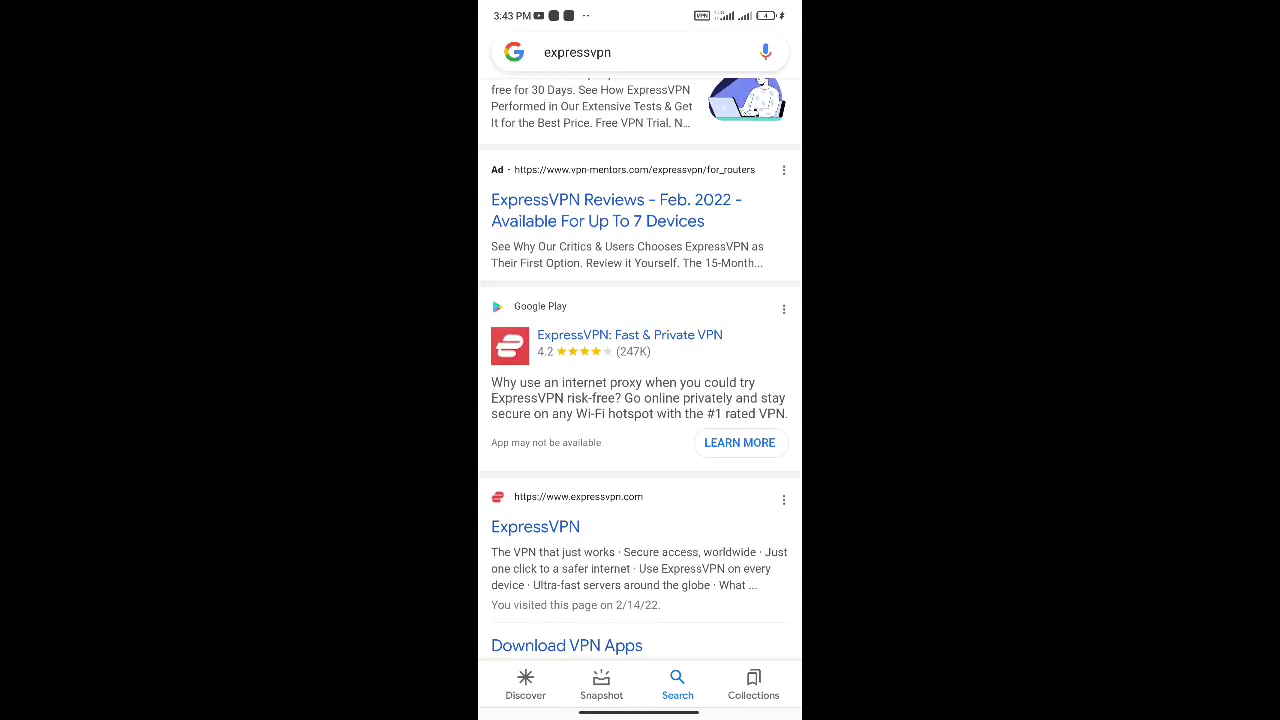 3:43 PM
VPN
4
expressvpn
free for 30 Days. See How ExpressVPN
Performed in Our Extensive Tests & Get
It for the Best Price. Free VPN Trial. N...
Ad · https://www.vpn-mentors.com/expressvpn/for_routers
ExpressVPN Reviews - Feb. 2022 -
Available For Up To 7 Devices
See Why Our Critics & Users Chooses ExpressVPN as
Their First Option. Review it Yourself. The 15-Month...
Google Play
ExpressVPN: Fast & Private VPN
4.2 (247K)
Why use an internet proxy when you could try
ExpressVPN risk-free? Go online privately and stay
secure on any Wi-Fi hotspot with the #1 rated VPN.
App may not be available
LEARN MORE
https://www.expressvpn.com
ExpressVPN
The VPN that just works · Secure access, worldwide · Just
one click to a safer internet · Use ExpressVPN on every
device · Ultra-fast servers around the globe · What ...
You visited this page on 2/14/22.
Download VPN Apps
Discover
Snapshot
Search
Collections